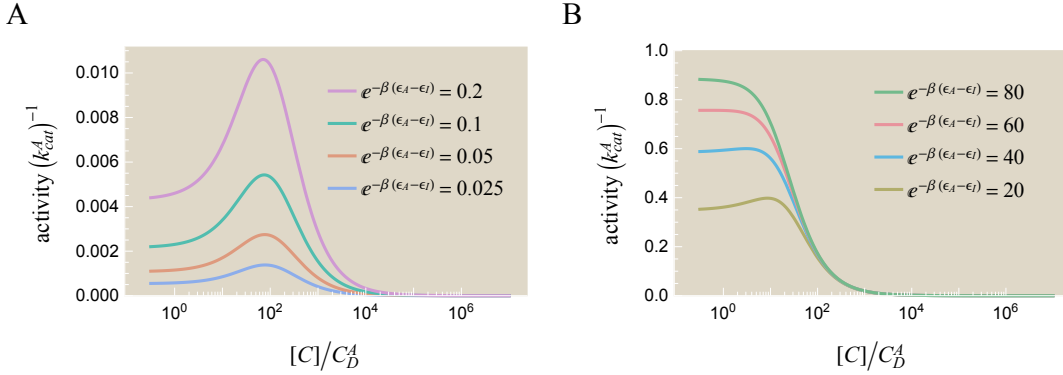 A
activity (k_cat^A)^-1
0.010
0.008
0.006
0.004
0.002
0.000
e^-β(ϵ_A-ϵ_I) = 0.2
e^-β(ϵ_A-ϵ_I) = 0.1
e^-β(ϵ_A-ϵ_I) = 0.05
e^-β(ϵ_A-ϵ_I) = 0.025
10^0 10^2 10^4 10^6
[C]/C_D^A
B
activity (k_cat^A)^-1
1.0
0.8
0.6
0.4
0.2
0.0
e^-β(ϵ_A-ϵ_I) = 80
e^-β(ϵ_A-ϵ_I) = 60
e^-β(ϵ_A-ϵ_I) = 40
e^-β(ϵ_A-ϵ_I) = 20
10^0 10^2 10^4 10^6
[C]/C_D^A